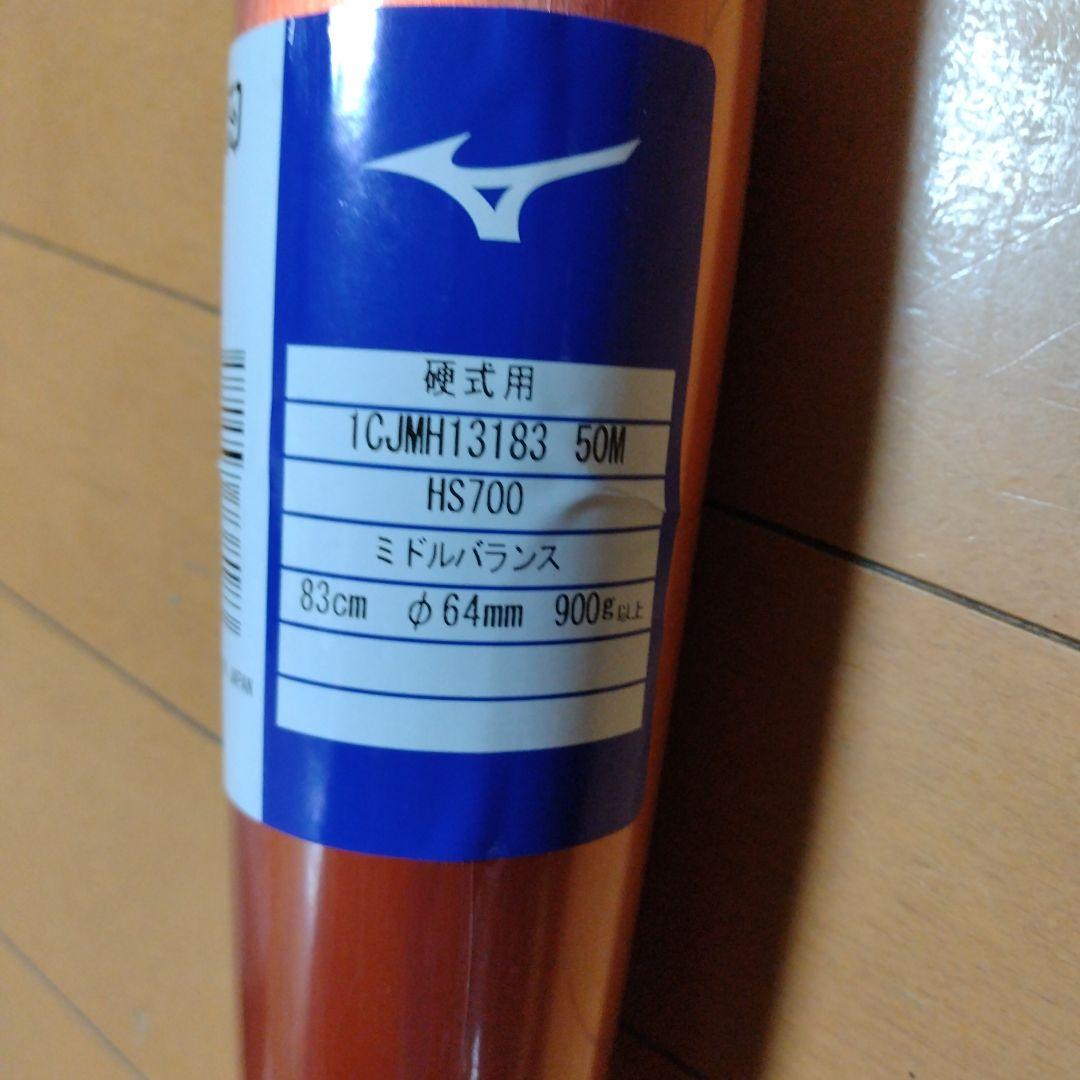 硬式用
1CJMH13183 50M
HS700
ミドルバランス
83cm φ64mm 900g以上
JAPAN